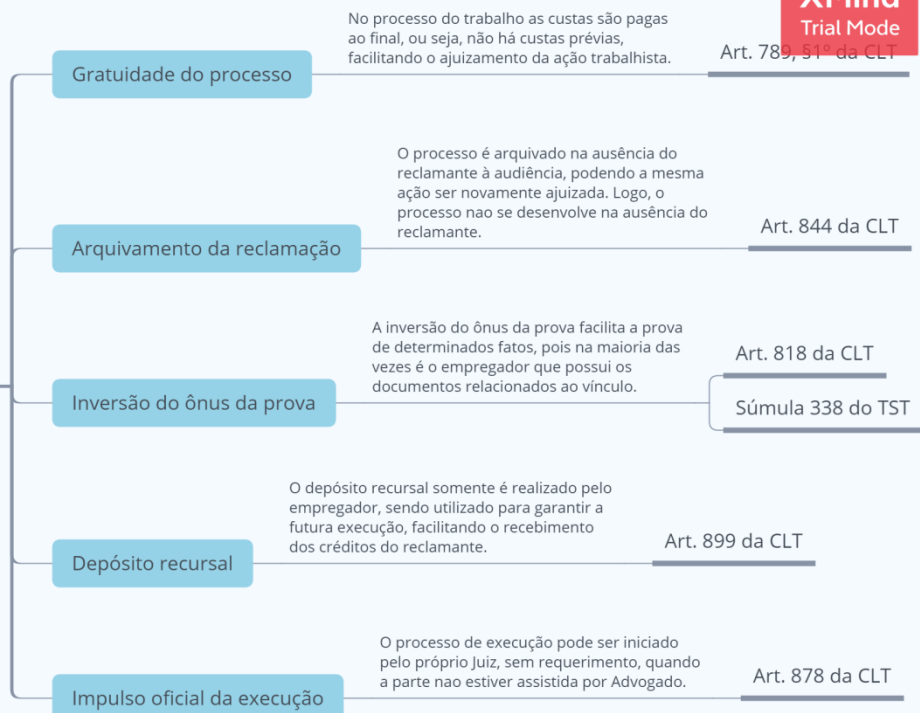 XMind
Trial Mode
No processo do trabalho as custas são pagas
ao final, ou seja, não há custas prévias,
facilitando o ajuizamento da ação trabalhista.
Gratuidade do processo
Art. 789, §1º da CLT
O processo é arquivado na ausência do
reclamante à audiência, podendo a mesma
ação ser novamente ajuizada. Logo, o
processo nao se desenvolve na ausência do
reclamante.
Arquivamento da reclamação
Art. 844 da CLT
A inversão do ônus da prova facilita a prova
de determinados fatos, pois na maioria das
vezes é o empregador que possui os
documentos relacionados ao vínculo.
Inversão do ônus da prova
Art. 818 da CLT
Súmula 338 do TST
O depósito recursal somente é realizado pelo
empregador, sendo utilizado para garantir a
futura execução, facilitando o recebimento
dos créditos do reclamante.
Depósito recursal
Art. 899 da CLT
O processo de execução pode ser iniciado
pelo próprio Juiz, sem requerimento, quando
a parte nao estiver assistida por Advogado.
Impulso oficial da execução
Art. 878 da CLT